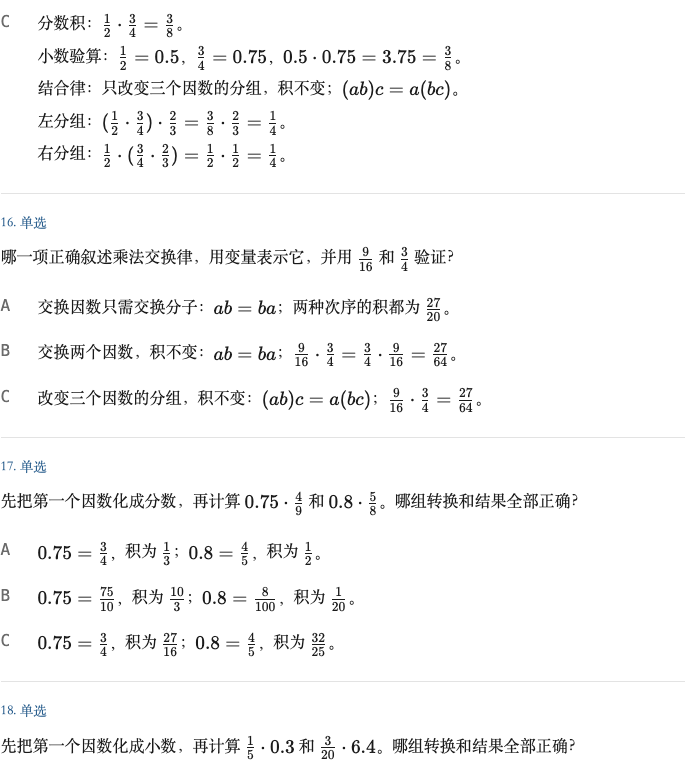 C 分数积：1/2 · 3/4 = 3/8。
小数验算：1/2 = 0.5，3/4 = 0.75，0.5 · 0.75 = 3.75 = 3/8。
结合律：只改变三个因数的分组，积不变；(ab)c = a(bc)。
左分组：(1/2 · 3/4) · 2/3 = 3/8 · 2/3 = 1/4。
右分组：1/2 · (3/4 · 2/3) = 1/2 · 1/2 = 1/4。
16. 单选
哪一项正确叙述乘法交换律，用变量表示它，并用 9/16 和 3/4 验证？
A 交换因数只需交换分子：ab = ba；两种次序的积都为 27/20。
B 交换两个因数，积不变：ab = ba；9/16 · 3/4 = 3/4 · 9/16 = 27/64。
C 改变三个因数的分组，积不变：(ab)c = a(bc)；9/16 · 3/4 = 27/64。
17. 单选
先把第一个因数化成分数，再计算 0.75 · 4/9 和 0.8 · 5/8。哪组转换和结果全部正确？
A 0.75 = 3/4，积为 1/3；0.8 = 4/5，积为 1/2。
B 0.75 = 75/10，积为 10/3；0.8 = 8/100，积为 1/20。
C 0.75 = 3/4，积为 27/16；0.8 = 4/5，积为 32/25。
18. 单选
先把第一个因数化成小数，再计算 1/5 · 0.3 和 3/20 · 6.4。哪组转换和结果全部正确？